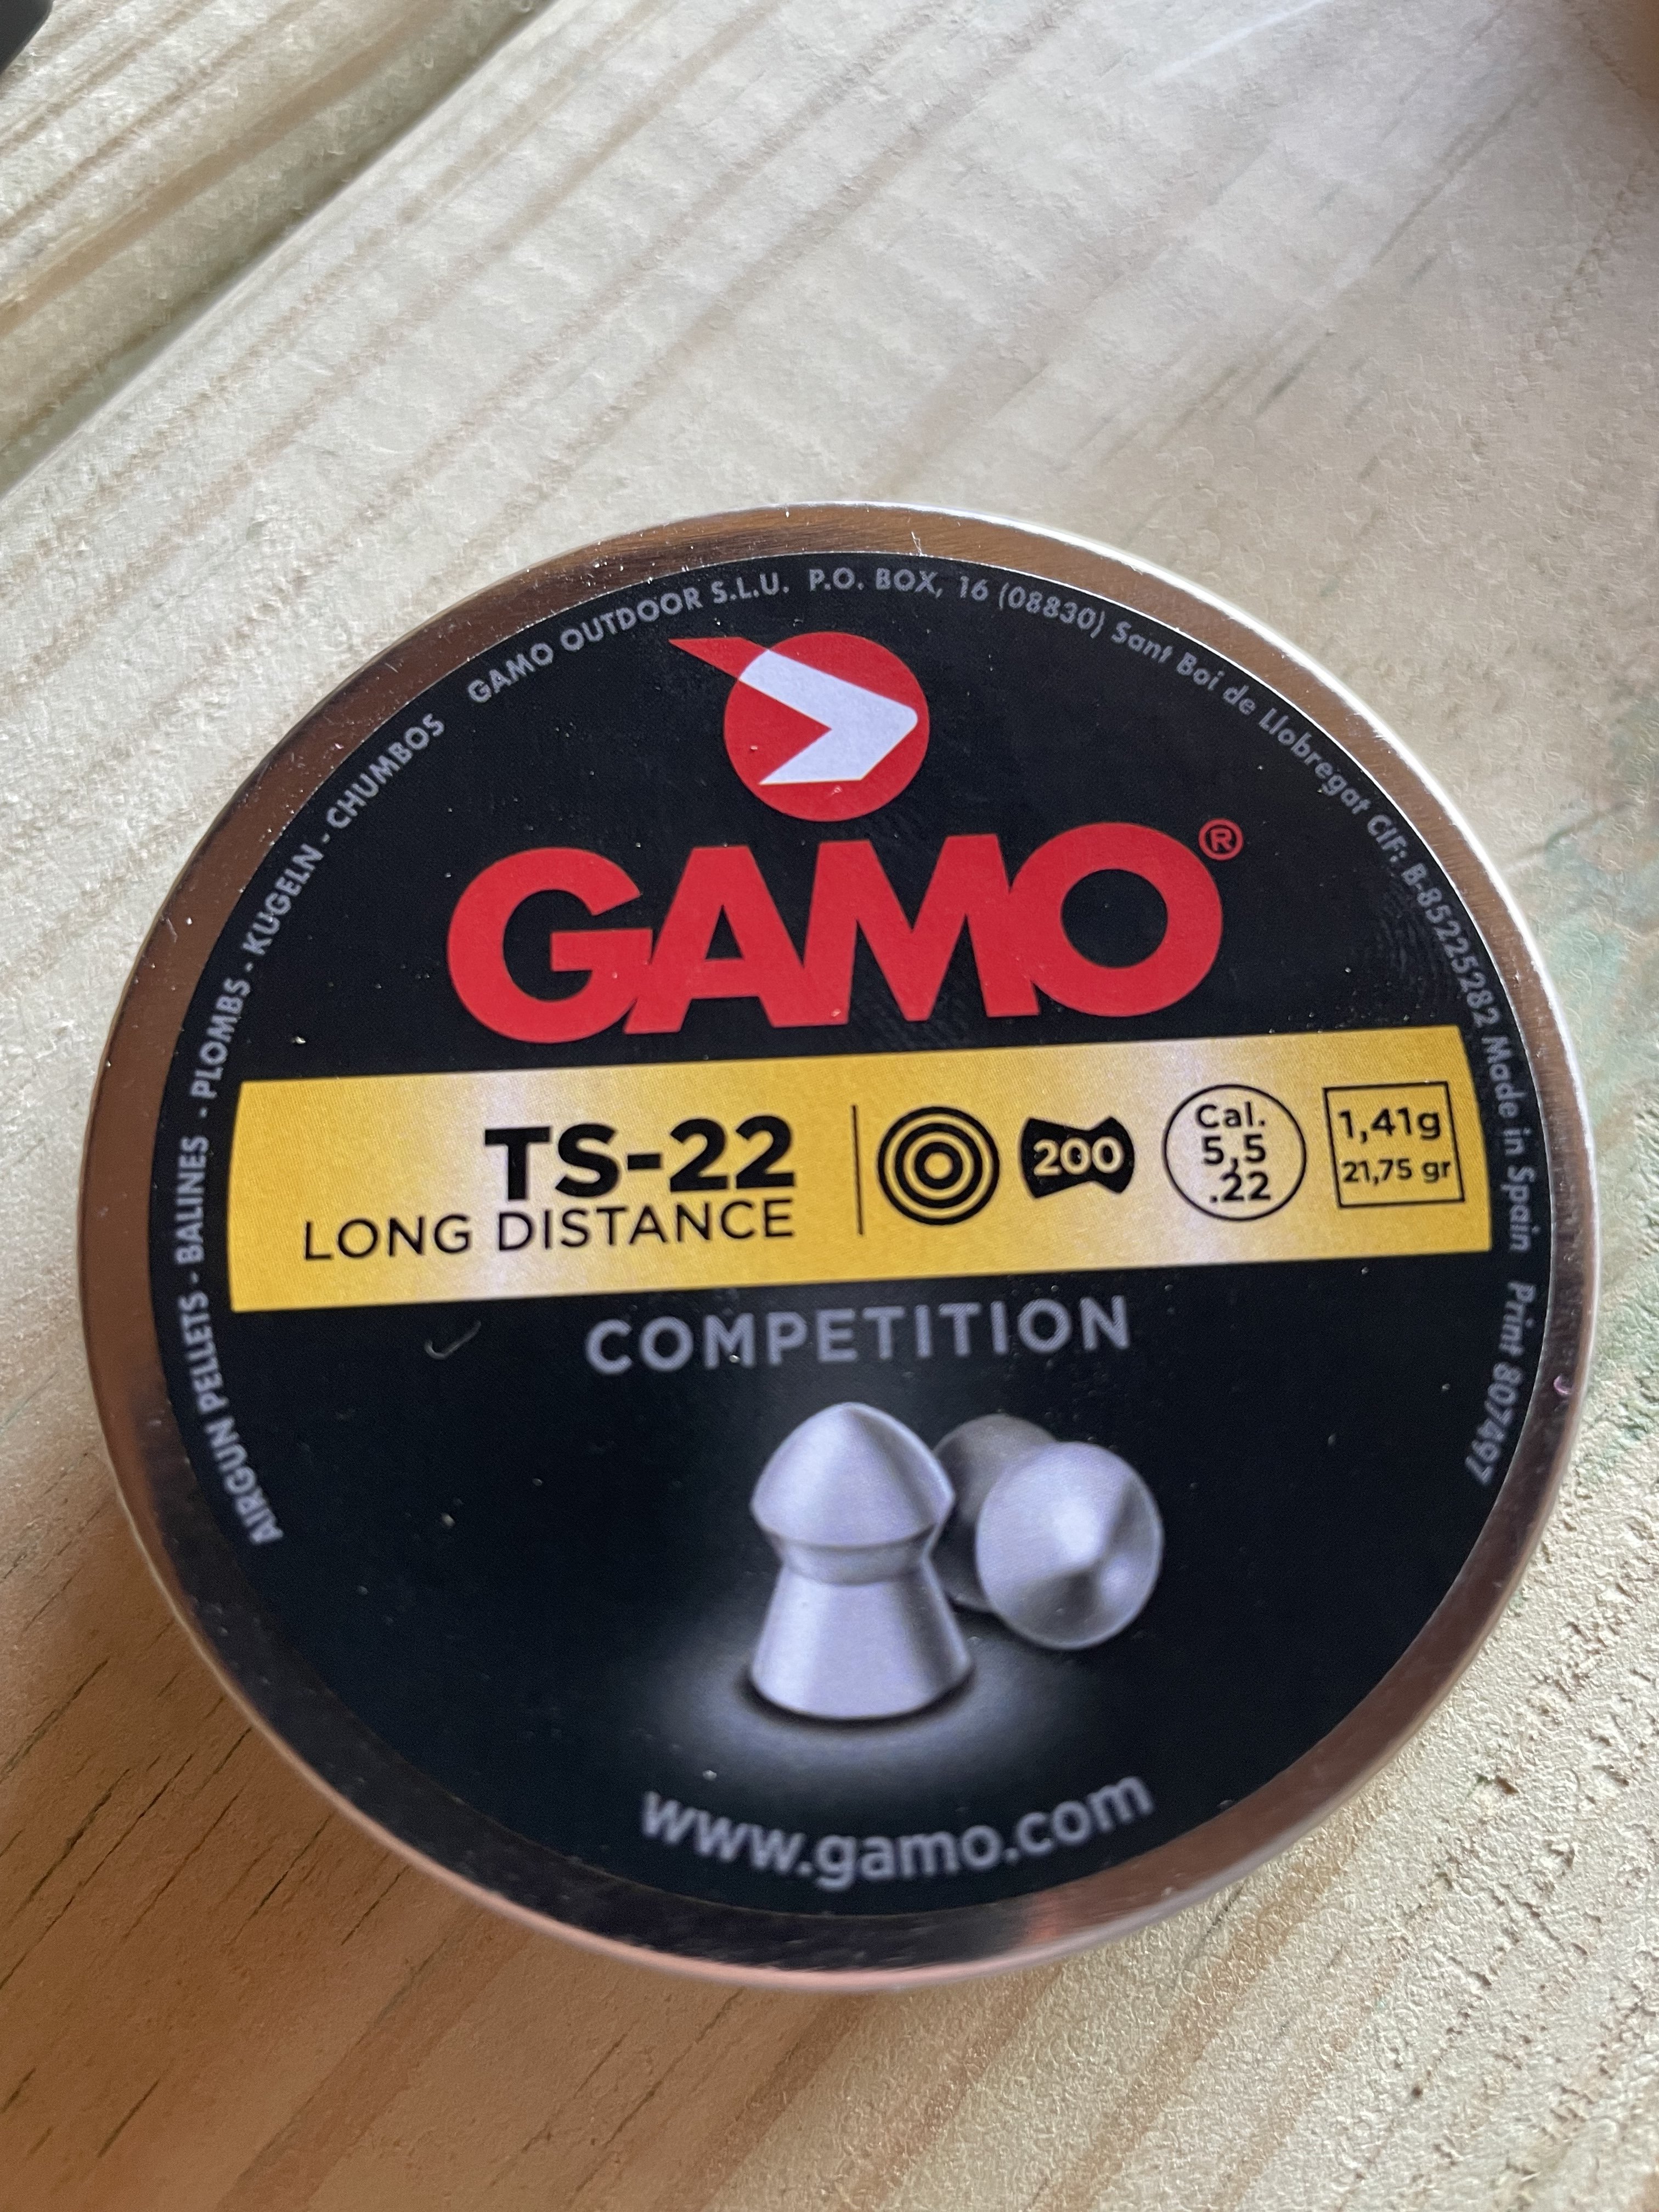 AIRGUN PELLETS - BALINES - PLOMBS - KUGELN - CHUMBOS GAMO OUTDOOR S.L.U. P.O. BOX, 16 (08830) Sant Boi de Llobregat CIF: B-85225282 Made in Spain Print 807497
GAMO®
TS-22
LONG DISTANCE
200
Cal.
5,5
.22
1,41g
21,75 gr
COMPETITION
www.gamo.com